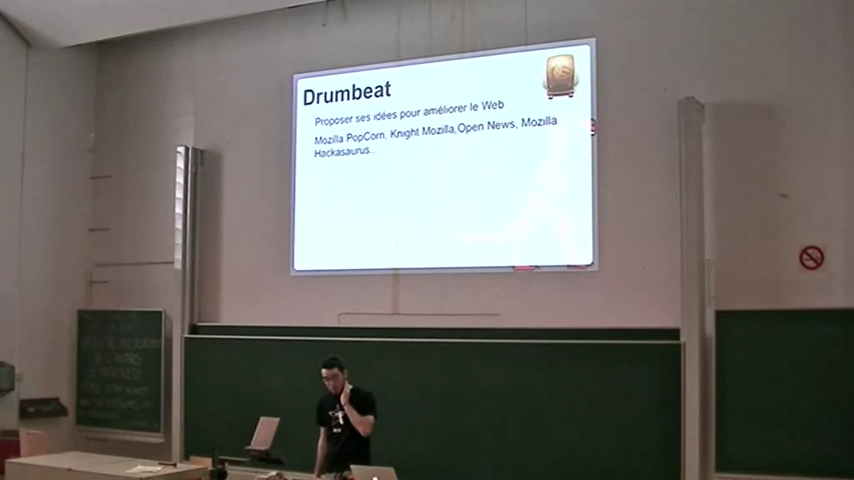 Drumbeat
Proposer ses idées pour améliorer le Web
Mozilla PopCorn, Knight Mozilla,Open News, Mozilla
Hackasaurus...